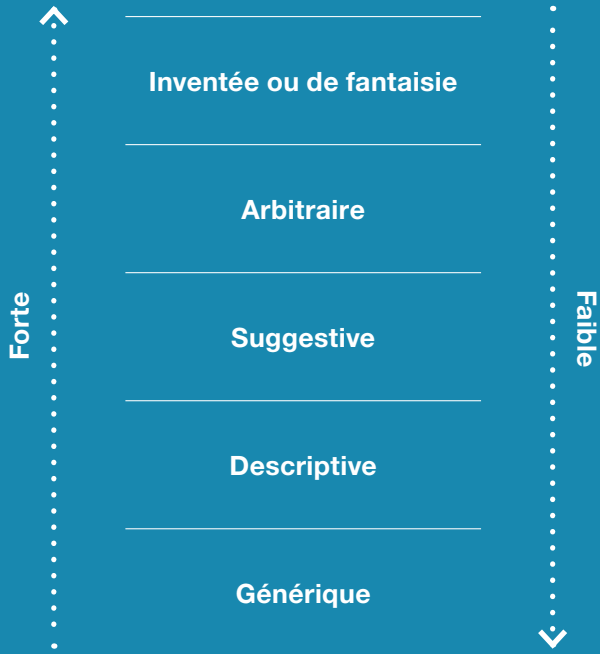 Inventée ou de fantaisie
Arbitraire
Forte
Faible
Suggestive
Descriptive
Générique